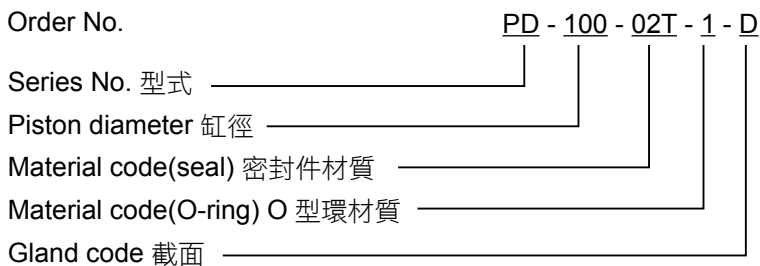 Order No. PD - 100 - 02T - 1 - D
Series No. 型式
Piston diameter 缸徑
Material code(seal) 密封件材質
Material code(O-ring) O 型環材質
Gland code 截面